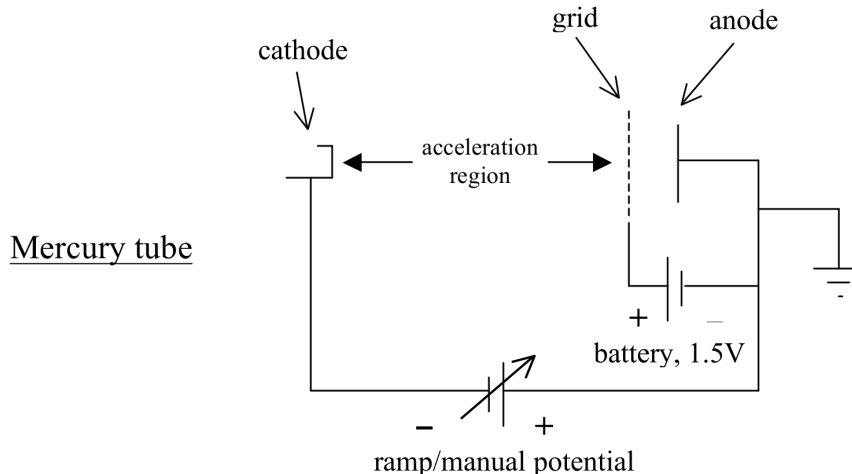 grid
anode
cathode
acceleration
region
Mercury tube
+ –
battery, 1.5V
- +
ramp/manual potential